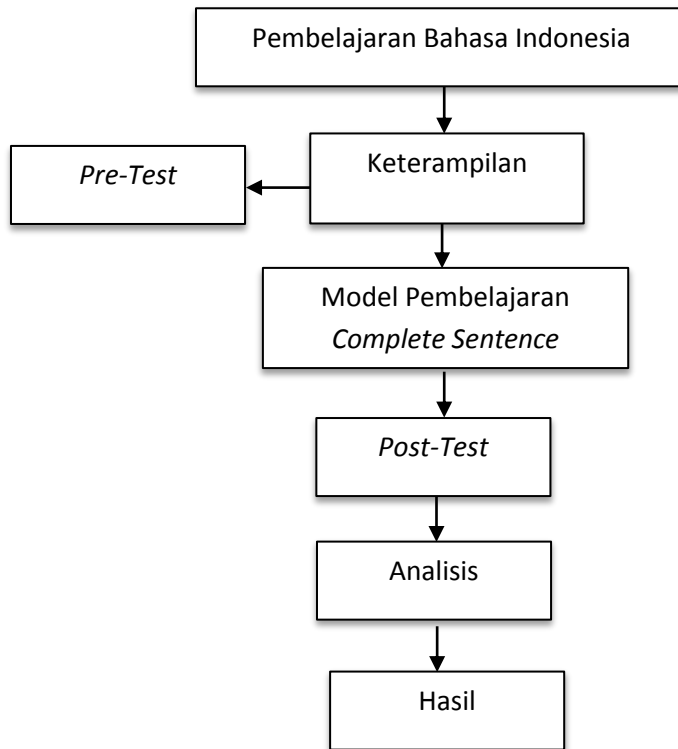 Pembelajaran Bahasa Indonesia
Keterampilan
Pre-Test
Model Pembelajaran
Complete Sentence
Post-Test
Analisis
Hasil